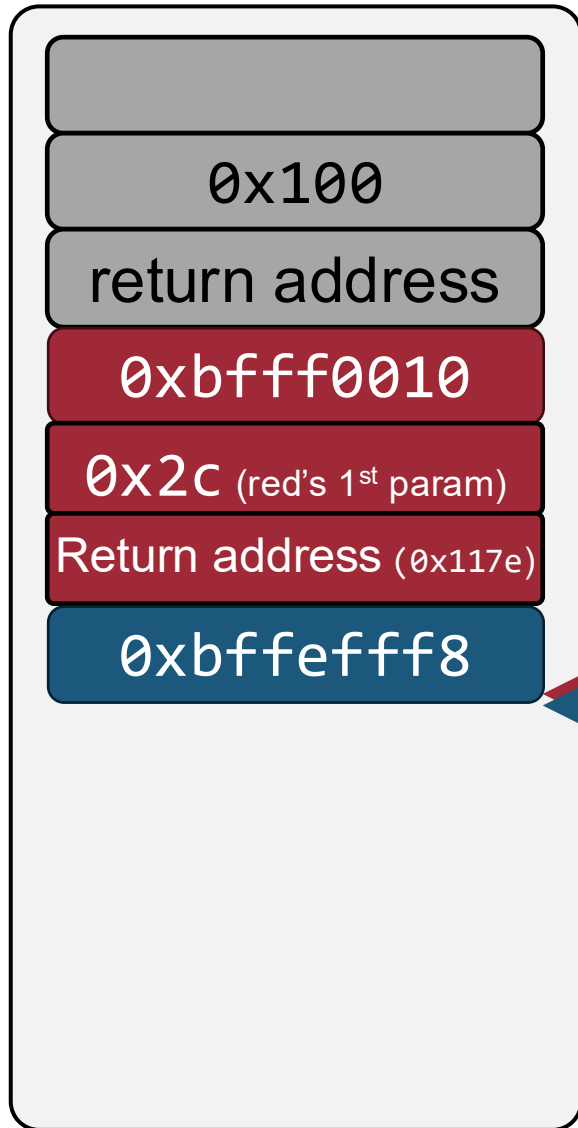 0x100
return address
0xbfff0010
0x2c (red's 1st param)
Return address (0x117e)
0xbffefff8